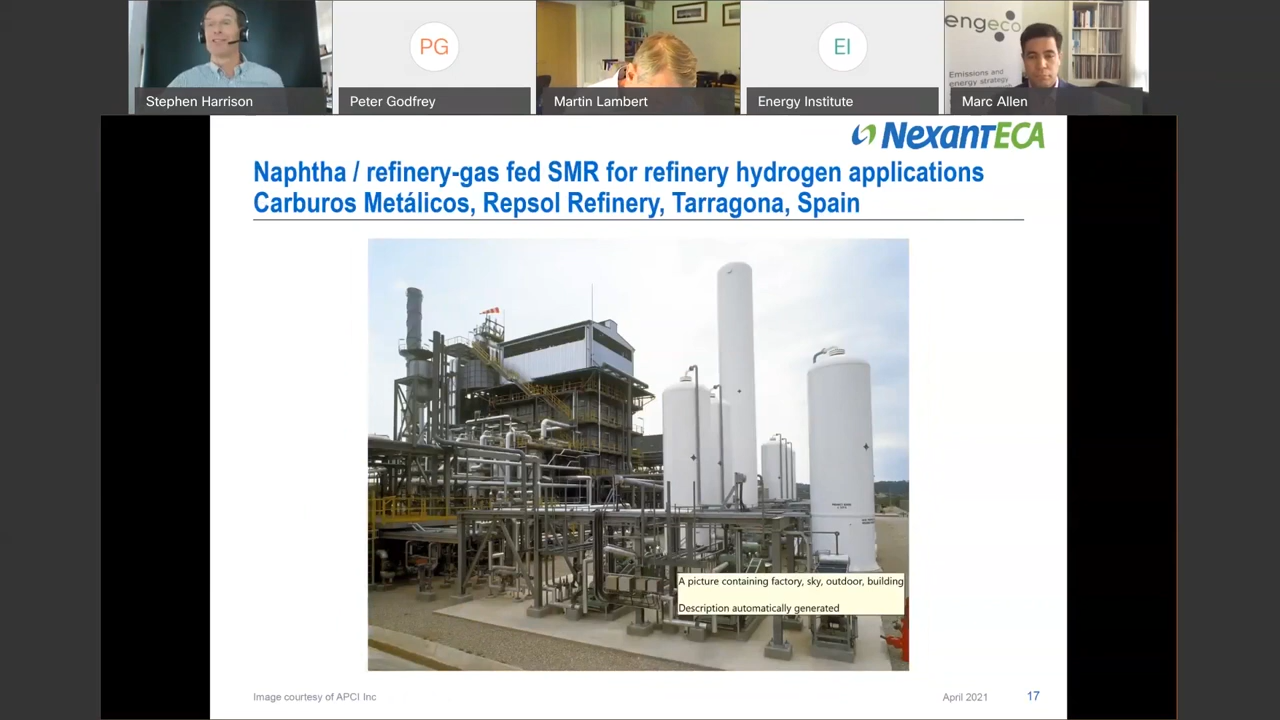 PG
EI
engeco
Emissions and
energy strategy
Stephen Harrison
Peter Godfrey
Martin Lambert
Energy Institute
Marc Allen
NexantECA
Naphtha / refinery-gas fed SMR for refinery hydrogen applications
Carburos Metálicos, Repsol Refinery, Tarragona, Spain
A picture containing factory, sky, outdoor, building
Description automatically generated
Image courtesy of APCI Inc
April 2021
17